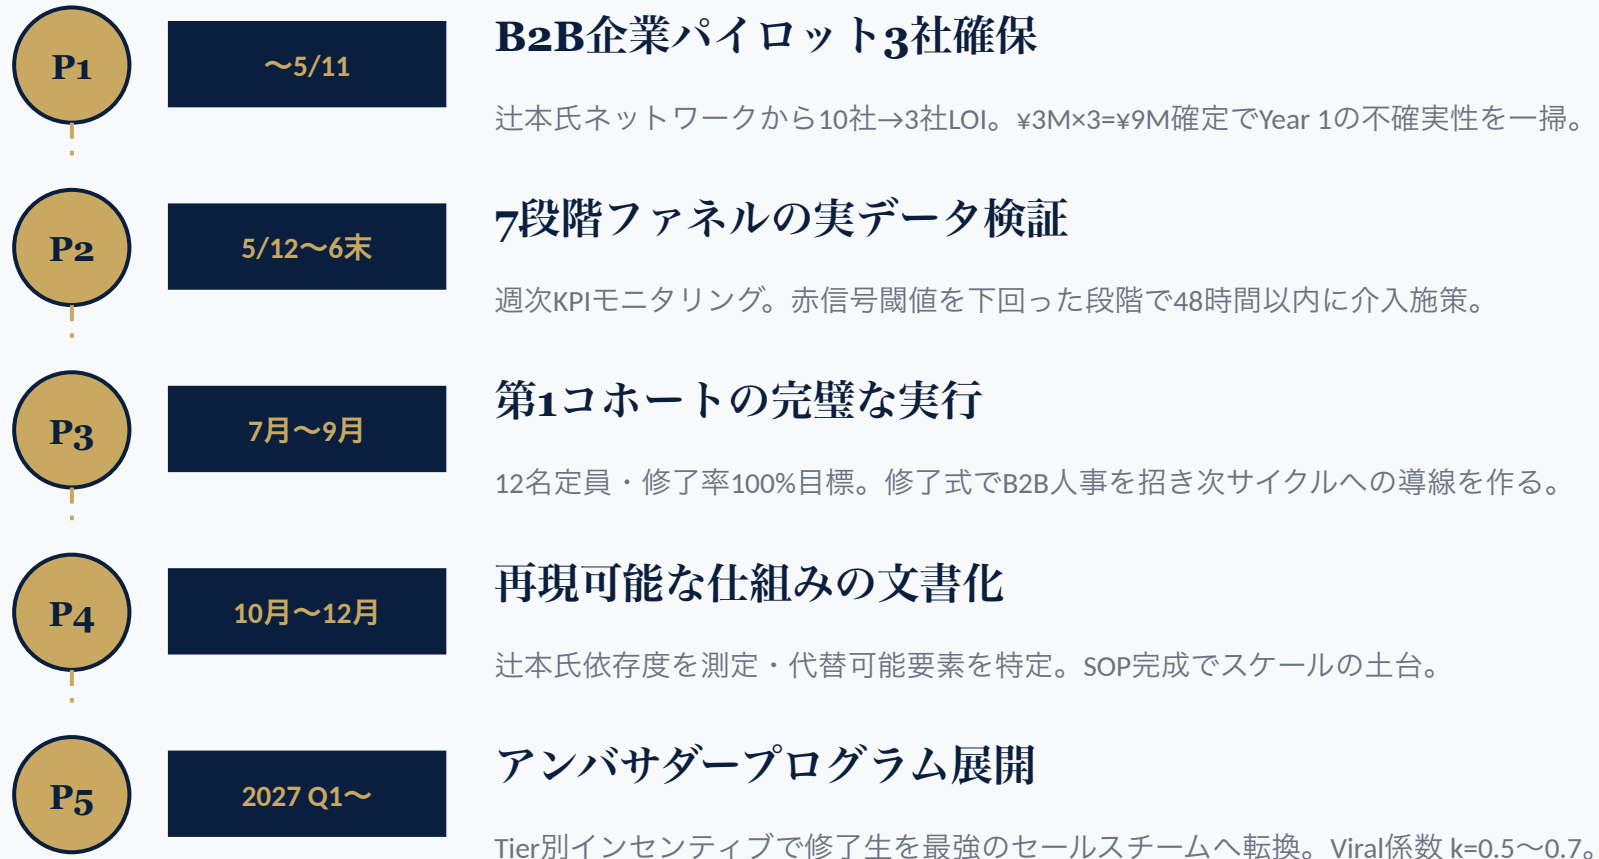 P1
〜5/11
B2B企業パイロット3社確保
辻本氏ネットワークから10社→3社LOI。¥3M×3=¥9M確定でYear 1の不確実性を一掃。
P2
5/12〜6末
7段階ファネルの実データ検証
週次KPIモニタリング。赤信号閾値を下回った段階で48時間以内に介入施策。
P3
7月〜9月
第1コホートの完璧な実行
12名定員・修了率100%目標。修了式でB2B人事を招き次サイクルへの導線を作る。
P4
10月〜12月
再現可能な仕組みの文書化
辻本氏依存度を測定・代替可能要素を特定。SOP完成でスケールの土台。
P5
2027 Q1〜
アンバサダープログラム展開
Tier別インセンティブで修了生を最強のセールスチームへ転換。Viral係数 k=0.5〜0.7。